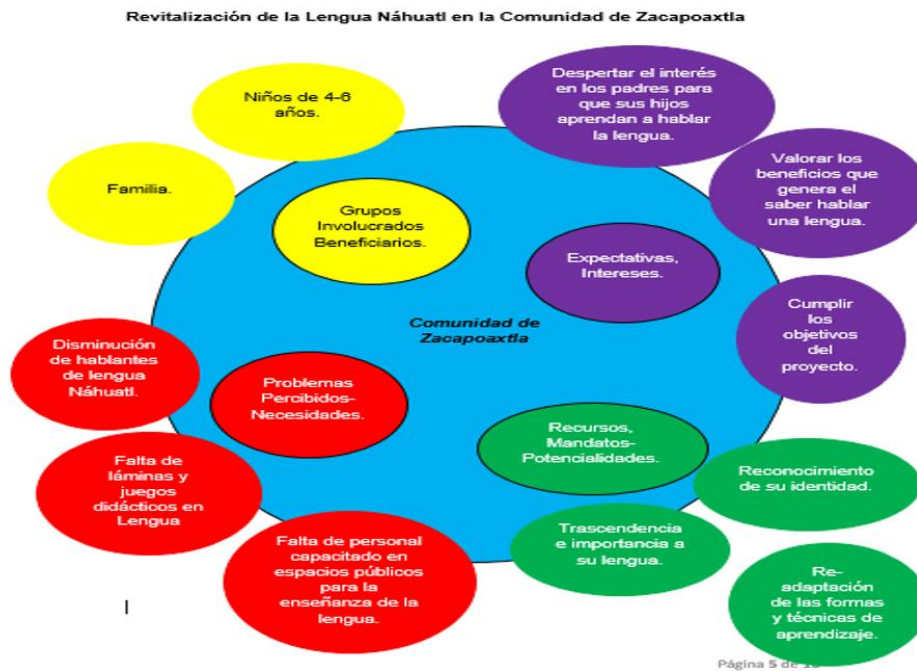 Revitalización de la Lengua Náhuatl en la Comunidad de Zacapoaxtla
Niños de 4-6
años.
Familia.
Grupos
Involucrados
Beneficiarios.
Despertar el interés
en los padres para
que sus hijos
aprendan a hablar
la lengua.
Valorar los
beneficios que
genera el
saber hablar
una lengua.
Expectativas,
Intereses.
Cumplir
los
objetivos
del
proyecto.
Comunidad de
Zacapoaxtla
Disminución
de hablantes
de lengua
Náhuatl.
Problemas
Percibidos-
Necesidades.
Falta de
láminas y
juegos
didácticos en
Lengua
Falta de personal
capacitado en
espacios públicos
para la
enseñanza de la
lengua.
Recursos,
Mandatos-
Potencialidades.
Reconocimiento
de su identidad.
Trascendencia
e importancia a
su lengua.
Re-
adaptación
de las formas
y técnicas de
aprendizaje.
Página 5 de